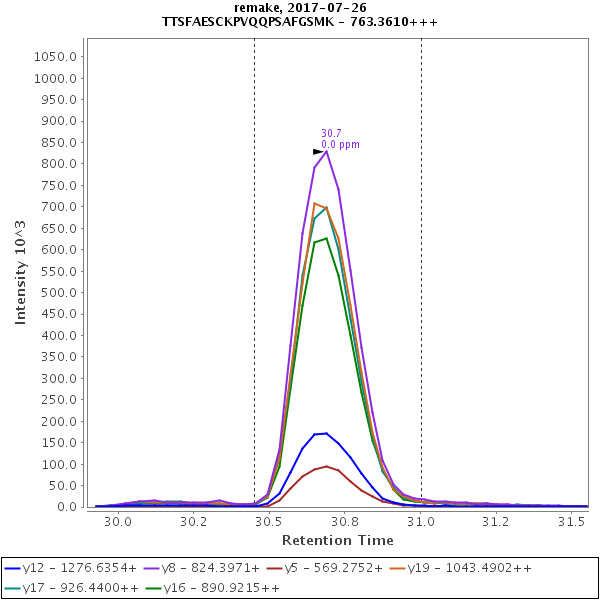 remake, 2017-07-26
TTSFAESCKPVQQPSAFGSMK - 763.3610+++
1050.0
1000.0
950.0
900.0
850.0
800.0
750.0
700.0
650.0
600.0
550.0
500.0
450.0
400.0
350.0
300.0
250.0
200.0
150.0
100.0
50.0
0.0
Intensity 10^3
30.7
0.0 ppm
30.0 30.2 30.5 30.8 31.0 31.2 31.5
Retention Time
y12 - 1276.6354+ y8 - 824.3971+ y5 - 569.2752+ y19 - 1043.4902++
y17 - 926.4400++ y16 - 890.9215++